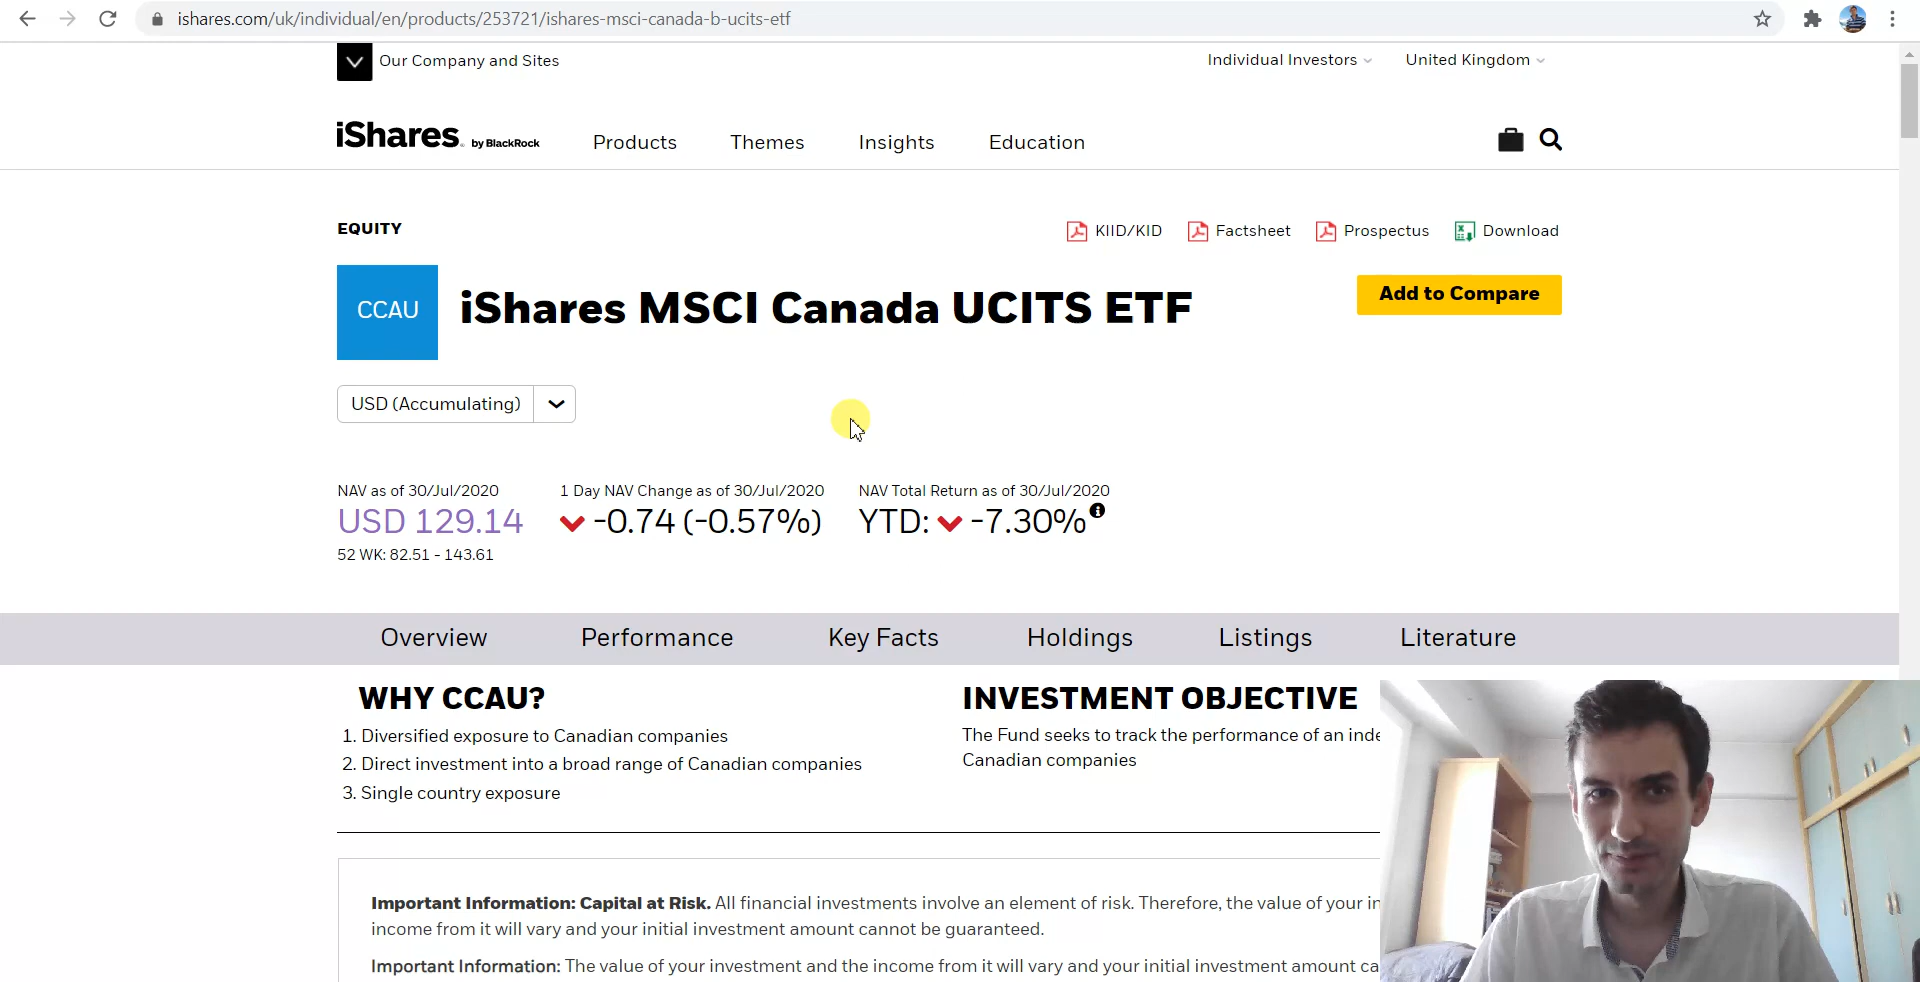 ishares.com/uk/individual/en/products/253721/ishares-msci-canada-b-ucits-etf
Our Company and Sites
Individual Investors
United Kingdom
iShares. by BlackRock
Products
Themes
Insights
Education
EQUITY
KIID/KID
Factsheet
Prospectus
Download
CCAU
iShares MSCI Canada UCITS ETF
Add to Compare
USD (Accumulating)
NAV as of 30/Jul/2020
USD 129.14
52 WK: 82.51 - 143.61
1 Day NAV Change as of 30/Jul/2020
-0.74 (-0.57%)
NAV Total Return as of 30/Jul/2020
YTD: -7.30%
Overview
Performance
Key Facts
Holdings
Listings
Literature
WHY CCAU?
1. Diversified exposure to Canadian companies
2. Direct investment into a broad range of Canadian companies
3. Single country exposure
INVESTMENT OBJECTIVE
The Fund seeks to track the performance of an inde
Canadian companies
Important Information: Capital at Risk. All financial investments involve an element of risk. Therefore, the value of your in
income from it will vary and your initial investment amount cannot be guaranteed.
Important Information: The value of your investment and the income from it will vary and your initial investment amount ca